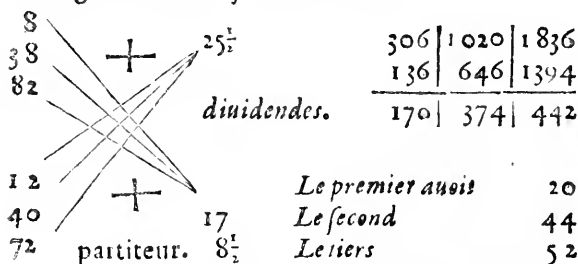 8
38
82
+
25½
diuidendes.
12
40
72
+
17
partiteur. 8½
306 | 1020 | 1836
136 | 646 | 1394
170 | 374 | 442
Le premier auoit 20
Le ſecond 44
Le tiers 52